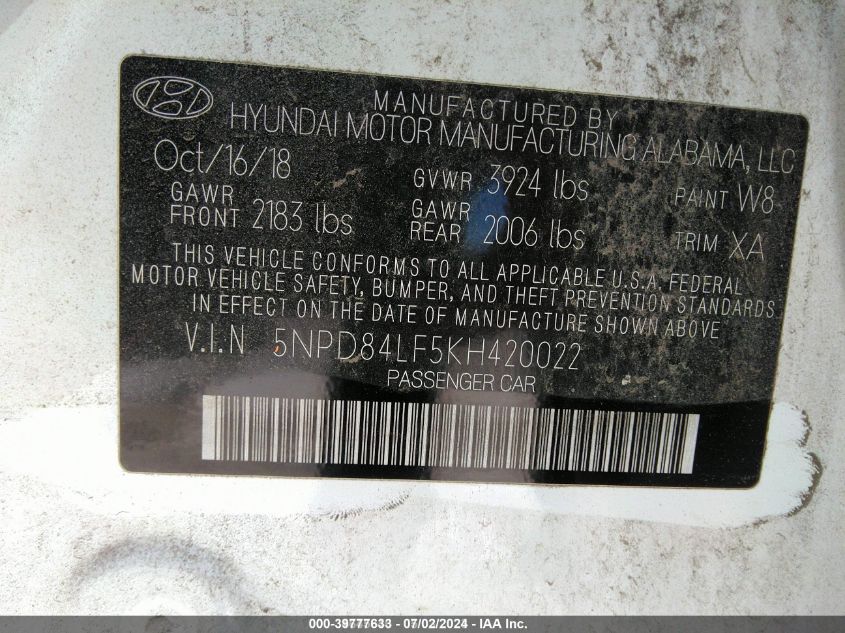 MANUFACTURED BY
HYUNDAI MOTOR MANUFACTURING ALABAMA, LLC
Oct/16/18 GVWR 3924 lbs PAINT W8
GAWR FRONT 2183 lbs GAWR REAR 2006 lbs TRIM XA
THIS VEHICLE CONFORMS TO ALL APPLICABLE U.S.A. FEDERAL
MOTOR VEHICLE SAFETY, BUMPER, AND THEFT PREVENTION STANDARDS
IN EFFECT ON THE DATE OF MANUFACTURE SHOWN ABOVE
V.I.N 5NPD84LF5KH420022
PASSENGER CAR
000-39777633 - 07/02/2024 - IAA Inc.